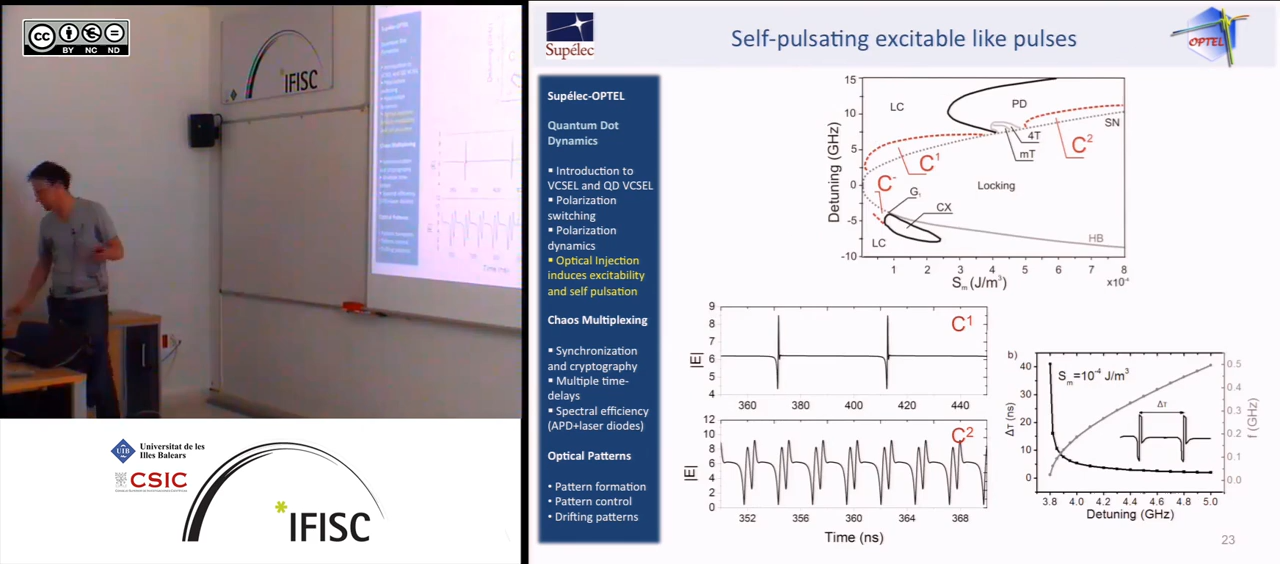 cc
BY NC ND
IFISC
Universitat de les
Illes Balears
CSIC
IFISC
Supélec
Self-pulsating excitable like pulses
OPTEL
Supélec-OPTEL
Quantum Dot
Dynamics
▪ Introduction to
VCSEL and QD VCSEL
▪ Polarization
switching
▪ Polarization
dynamics
▪ Optical Injection
induces excitability
and self pulsation
Chaos Multiplexing
▪ Synchronization
and cryptography
▪ Multiple time-
delays
▪ Spectral efficiency
(APD+laser diodes)
Optical Patterns
• Pattern formation
• Pattern control
• Drifting patterns
Detuning (GHz)
15
10
5
0
-5
-10
LC
PD
SN
4T
mT
C¹
C²
C⁻
Locking
CX
LC
HB
1 2 3 4 5 6 7 8
Sm (J/m³)
x10⁻⁴
|E|
9
8
7
6
5
4
C¹
360 380 400 420 440
|E|
12
10
8
6
4
2
0
C²
352 356 360 364 368
Time (ns)
b)
Sm=10⁻⁴ J/m³
Δτ
Δτ (ns)
40
30
20
10
0
0.5
0.4
0.3
0.2
0.1
0.0
f (GHz)
3.8 4.0 4.2 4.4 4.6 4.8 5.0
Detuning (GHz)
23